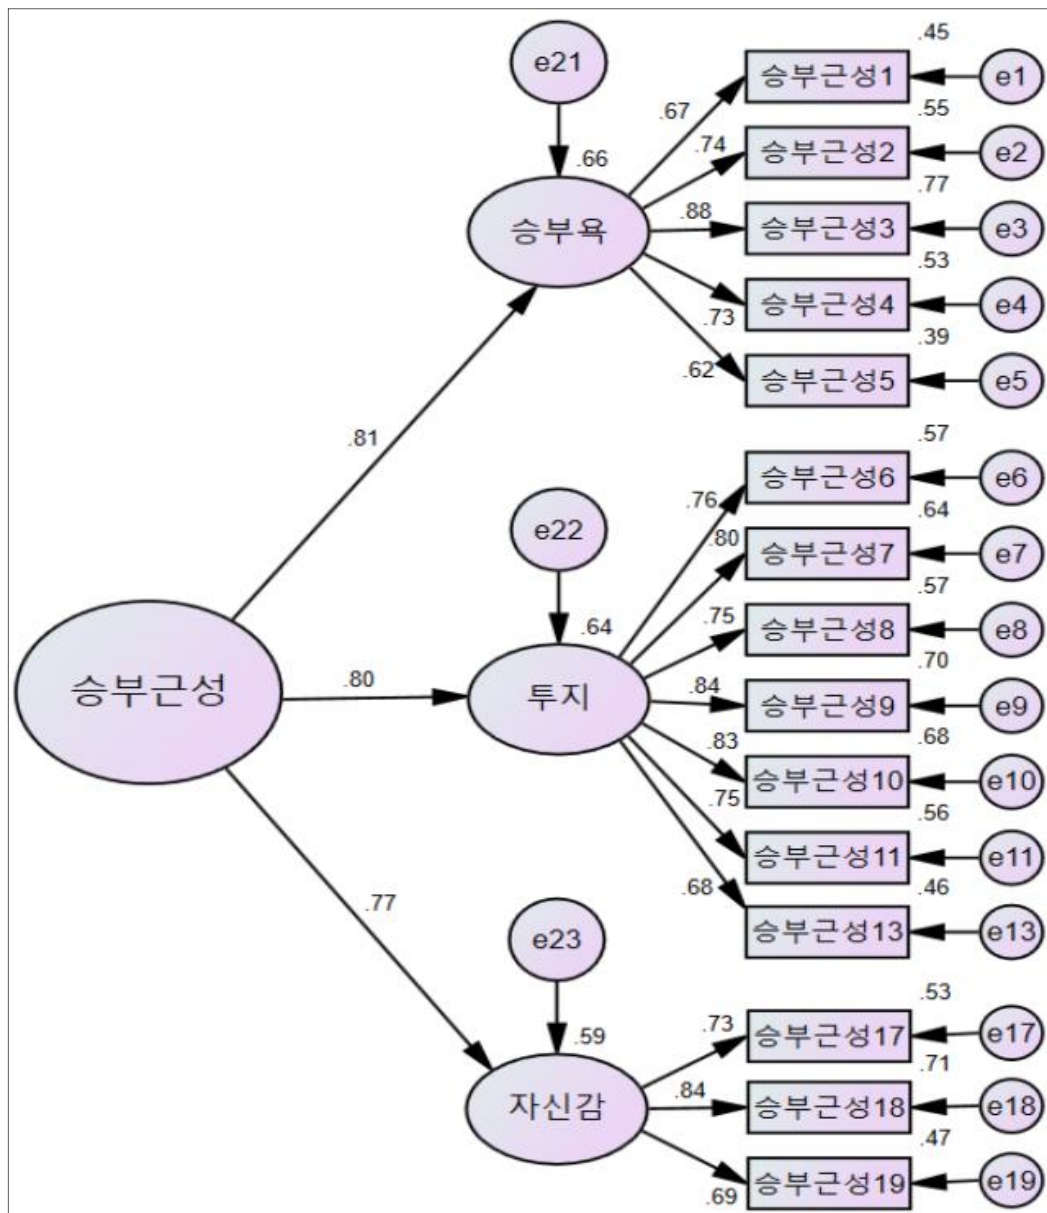 .45
e21
승부근성1
e1
.67
.55
.74
승부근성2
e2
.66
.77
승부욕
.88
승부근성3
e3
.53
.73
승부근성4
e4
.39
.62
승부근성5
e5
.81
.57
.76
승부근성6
e6
e22
.64
.80
승부근성7
e7
.57
.64
.75
승부근성8
e8
.70
승부근성
.80
투지
.84
승부근성9
e9
.68
.83
승부근성10
e10
.56
.75
승부근성11
e11
.46
.68
승부근성13
e13
.77
e23
.53
.59
.73
승부근성17
e17
.71
자신감
.84
승부근성18
e18
.47
.69
승부근성19
e19